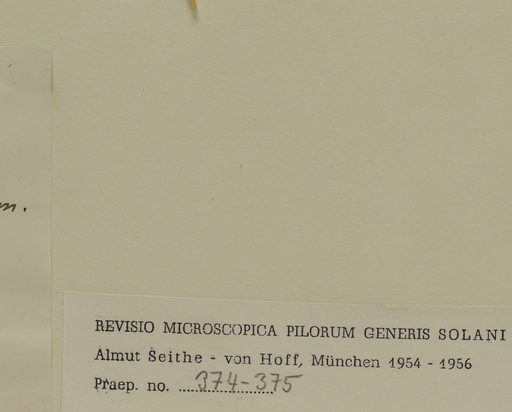 REVISIO MICROSCOPICA PILORUM GENERIS SOLANI
Almut Seithe - von Hoff, München 1954 - 1956
Praep. no. 374-375